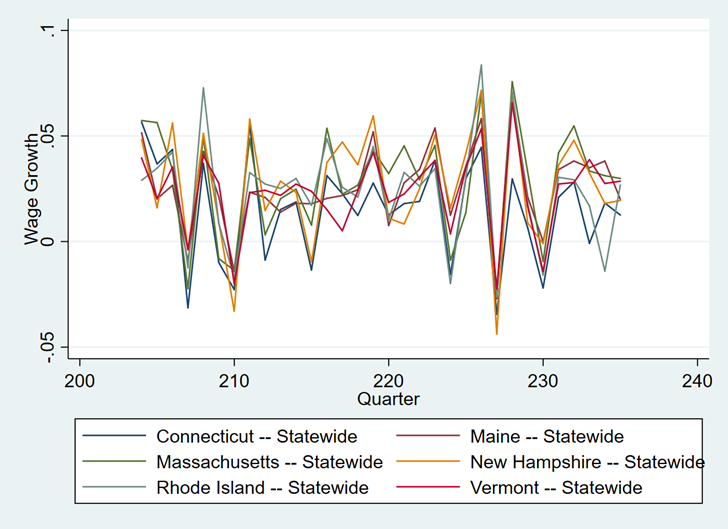 .1
.05
0
-.05
Wage Growth
200 210 220 230 240
Quarter
Connecticut -- Statewide Maine -- Statewide
Massachusetts -- Statewide New Hampshire -- Statewide
Rhode Island -- Statewide Vermont -- Statewide